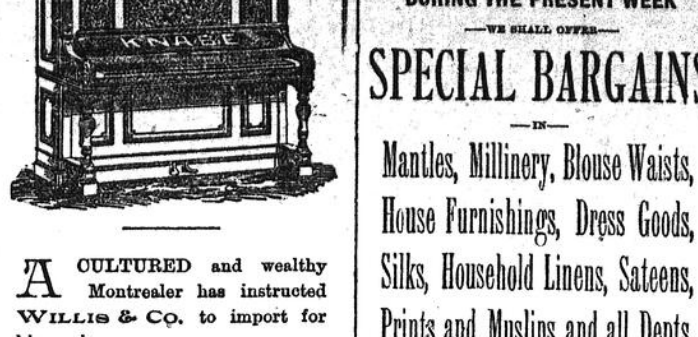 KNABE
A CULTURED and wealthy
Montrealer has instructed
WILLIS & CO. to import for
DURING THE PRESENT WEEK
WE SHALL OFFER
SPECIAL BARGAINS
IN
Mantles, Millinery, Blouse Waists,
House Furnishings, Dress Goods,
Silks, Household Linens, Sateens,
Prints and Muslins and all Depts.